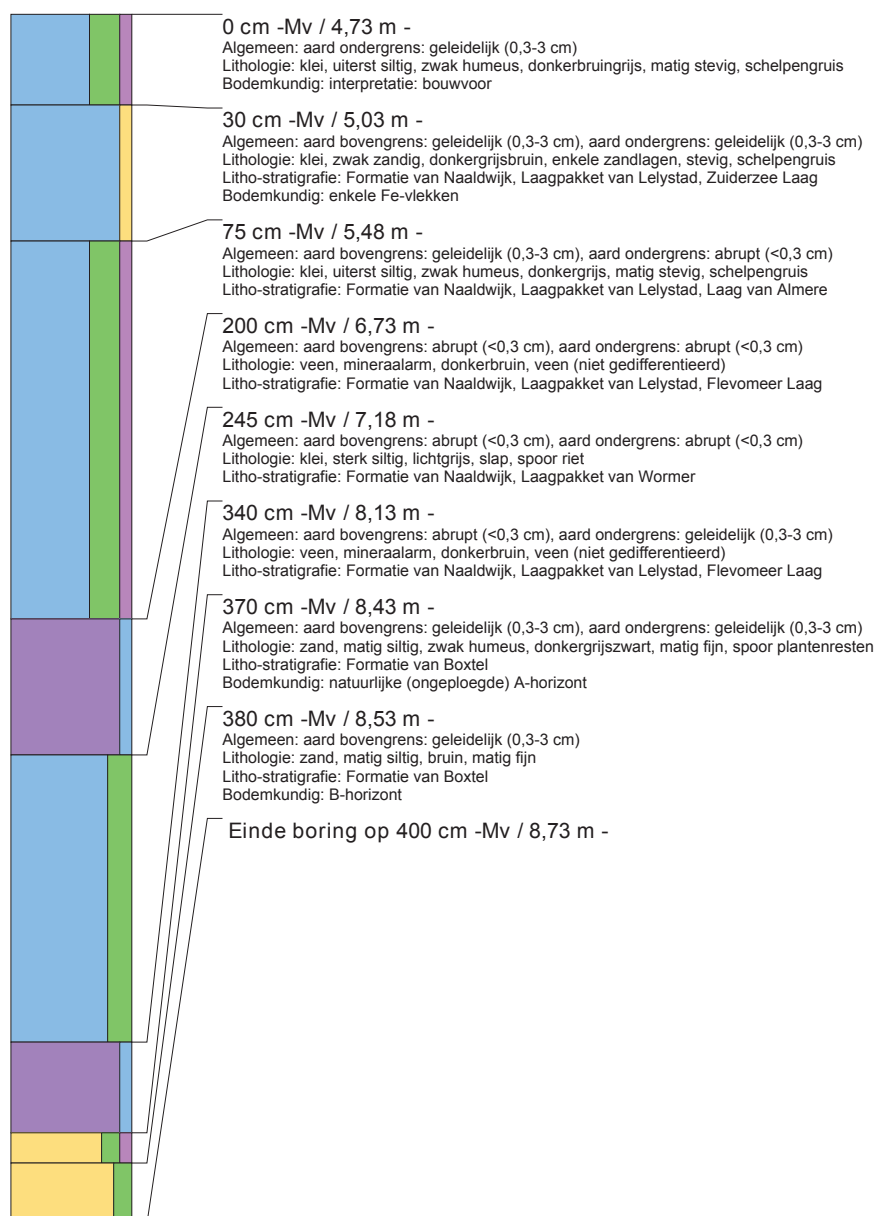 0 cm -Mv / 4,73 m -
Algemeen: aard ondergrens: geleidelijk (0,3-3 cm)
Lithologie: klei, uiterst siltig, zwak humeus, donkerbruingrijs, matig stevig, schelpengruis
Bodemkundig: interpretatie: bouwvoor
30 cm -Mv / 5,03 m -
Algemeen: aard bovengrens: geleidelijk (0,3-3 cm), aard ondergrens: geleidelijk (0,3-3 cm)
Lithologie: klei, zwak zandig, donkergrijsbruin, enkele zandlagen, stevig, schelpengruis
Litho-stratigrafie: Formatie van Naaldwijk, Laagpakket van Lelystad, Zuiderzee Laag
Bodemkundig: enkele Fe-vlekken
75 cm -Mv / 5,48 m -
Algemeen: aard bovengrens: geleidelijk (0,3-3 cm), aard ondergrens: abrupt (<0,3 cm)
Lithologie: klei, uiterst siltig, zwak humeus, donkergrijs, matig stevig, schelpengruis
Litho-stratigrafie: Formatie van Naaldwijk, Laagpakket van Lelystad, Laag van Almere
200 cm -Mv / 6,73 m -
Algemeen: aard bovengrens: abrupt (<0,3 cm), aard ondergrens: abrupt (<0,3 cm)
Lithologie: veen, mineraalarm, donkerbruin, veen (niet gedifferentieerd)
Litho-stratigrafie: Formatie van Naaldwijk, Laagpakket van Lelystad, Flevomeer Laag
245 cm -Mv / 7,18 m -
Algemeen: aard bovengrens: abrupt (<0,3 cm), aard ondergrens: abrupt (<0,3 cm)
Lithologie: klei, sterk siltig, lichtgrijs, slap, spoor riet
Litho-stratigrafie: Formatie van Naaldwijk, Laagpakket van Wormer
340 cm -Mv / 8,13 m -
Algemeen: aard bovengrens: abrupt (<0,3 cm), aard ondergrens: geleidelijk (0,3-3 cm)
Lithologie: veen, mineraalarm, donkerbruin, veen (niet gedifferentieerd)
Litho-stratigrafie: Formatie van Naaldwijk, Laagpakket van Lelystad, Flevomeer Laag
370 cm -Mv / 8,43 m -
Algemeen: aard bovengrens: geleidelijk (0,3-3 cm), aard ondergrens: geleidelijk (0,3-3 cm)
Lithologie: zand, matig siltig, zwak humeus, donkergrijszwart, matig fijn, spoor plantenresten
Litho-stratigrafie: Formatie van Boxtel
Bodemkundig: natuurlijke (ongeploegde) A-horizont
380 cm -Mv / 8,53 m -
Algemeen: aard bovengrens: geleidelijk (0,3-3 cm)
Lithologie: zand, matig siltig, bruin, matig fijn
Litho-stratigrafie: Formatie van Boxtel
Bodemkundig: B-horizont
Einde boring op 400 cm -Mv / 8,73 m -